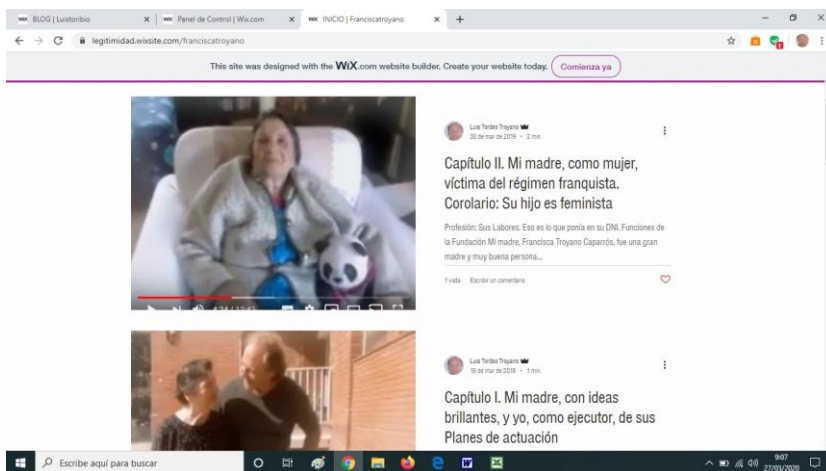 BLOG | Luistoribio
Panel de Control | Wix.com
INICIO | Franciscatroyano
legitimidad.wixsite.com/franciscatroyano
This site was designed with the WiX.com website builder. Create your website today. Comienza ya
Luis Toribio Troyano
30 de mar de 2019 • 2 min.
Capítulo II. Mi madre, como mujer,
víctima del régimen franquista.
Corolario: Su hijo es feminista
Profesión: Sus Labores. Eso es lo que ponía en su DNI. Funciones de
la Fundación Mi madre, Francisca Troyano Caparrós, fue una gran
madre y muy buena persona...
1 vista Escribir un comentario
Luis Toribio Troyano
1 min.
Capítulo I. Mi madre, con ideas
brillantes, y yo, como ejecutor, de sus
Planes de actuación
Escribe aquí para buscar
9:07
27/03/2020